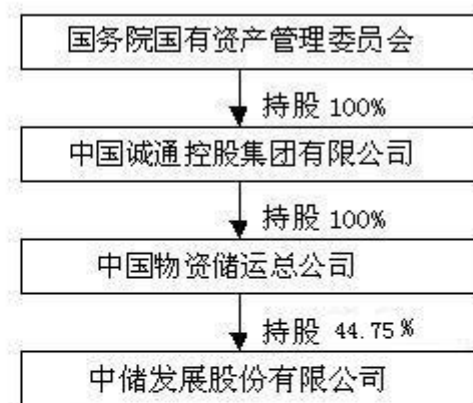 国务院国有资产管理委员会
持股 100%
中国诚通控股集团有限公司
持股 100%
中国物资储运总公司
持股 44.75%
中储发展股份有限公司